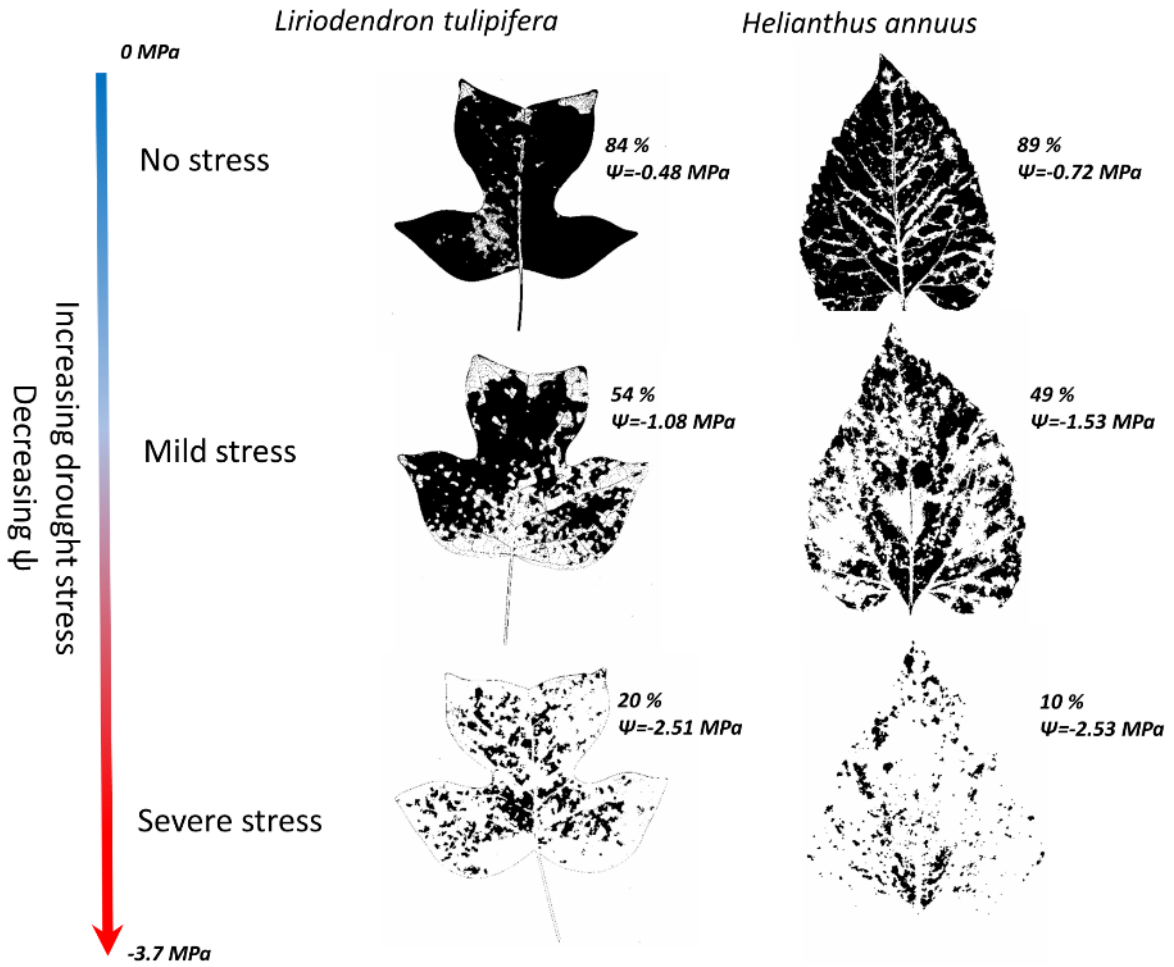 Liriodendron tulipifera
Helianthus annuus
0 MPa
No stress
84 %
Ψ=-0.48 MPa
89 %
Ψ=-0.72 MPa
Increasing drought stress
Decreasing ψ
Mild stress
54 %
Ψ=-1.08 MPa
49 %
Ψ=-1.53 MPa
Severe stress
20 %
Ψ=-2.51 MPa
10 %
Ψ=-2.53 MPa
-3.7 MPa